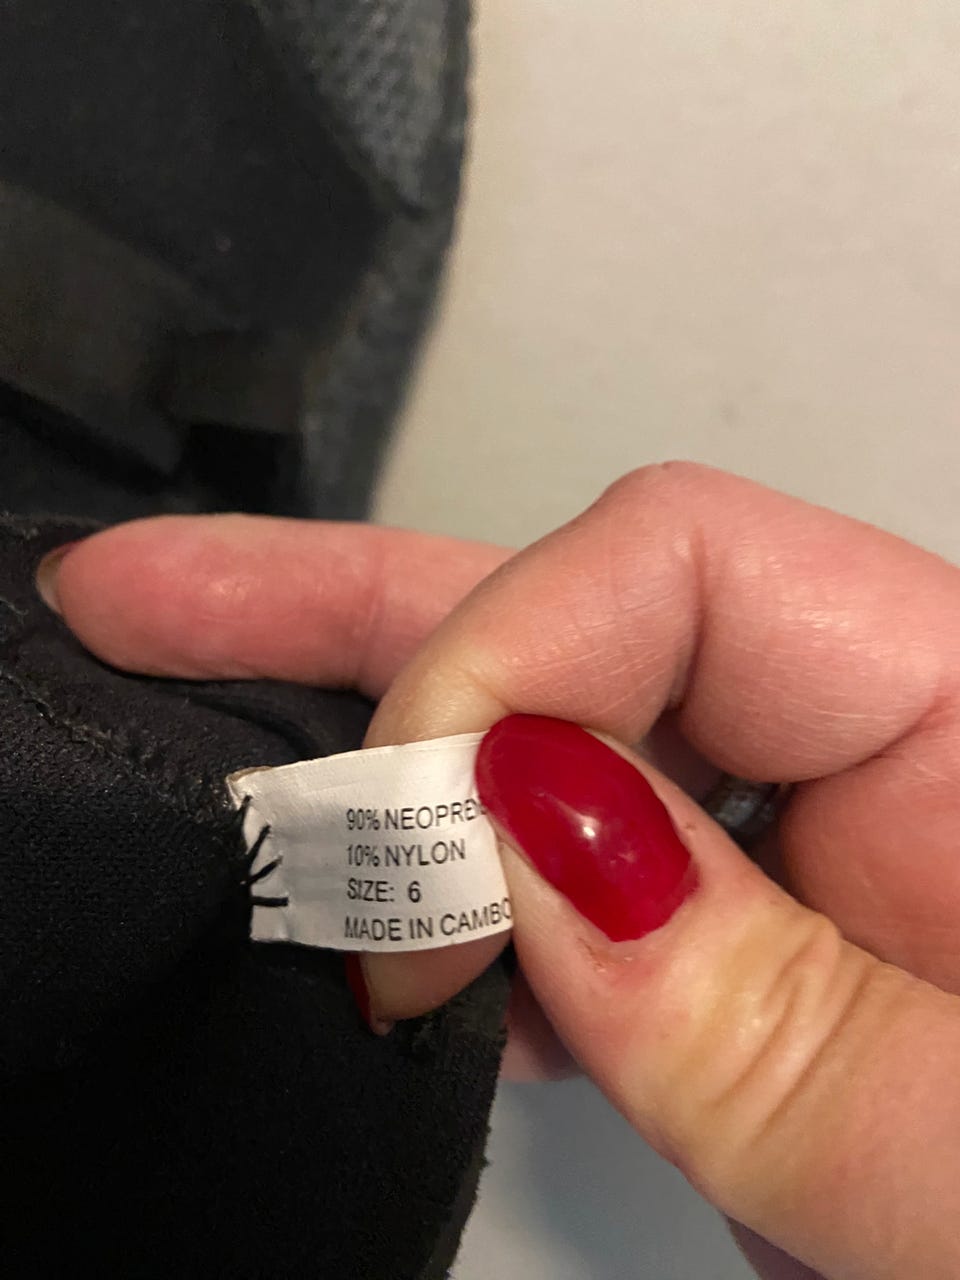 90% NEOPRE
10% NYLON
SIZE: 6
MADE IN CAMBO